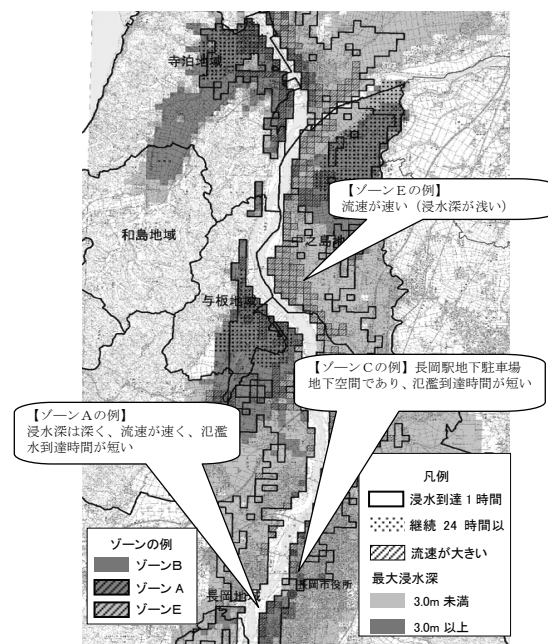 寺泊地域
【ゾーンEの例】
流速が速い（浸水深が浅い）
和島地域
中之島地
与板地域
【ゾーンCの例】長岡駅地下駐車場
地下空間であり、氾濫到達時間が短い
【ゾーンAの例】
浸水深は深く、流速が速く、氾濫
水到達時間が短い
凡例
浸水到達1時間
継続 24 時間以
流速が大きい
最大浸水深
3.0m 未満
3.0m 以上
ゾーンの例
ゾーンB
ゾーンA
ゾーンE
長岡地域
長岡市役所